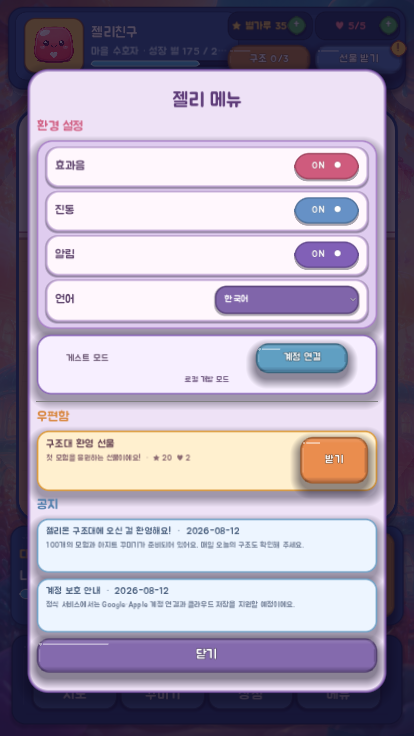 젤리친구
★ 별가루 35 +
♥ 5/5 +
마을 수호자 · 성장 별 175 / 2
구조 0/3
선물 받기
!
젤리 메뉴
환경 설정
효과음
ON
진동
ON
알림
ON
언어
한국어
게스트 모드
계정 연결
로컬 개발 모드
우편함
구조대 환영 선물
첫 모험을 응원하는 선물이에요! · ★ 20 ♥ 2
받기
공지
젤리몬 구조대에 오신 걸 환영해요! · 2026-08-12
100개의 모험과 아지트 꾸미기가 준비되어 있어요. 매일 오늘의 구조도 확인해 주세요.
계정 보호 안내 · 2026-08-12
정식 서비스에서는 Google·Apple 계정 연결과 클라우드 저장을 지원할 예정이에요.
닫기
지도
꾸미기
상점
메뉴